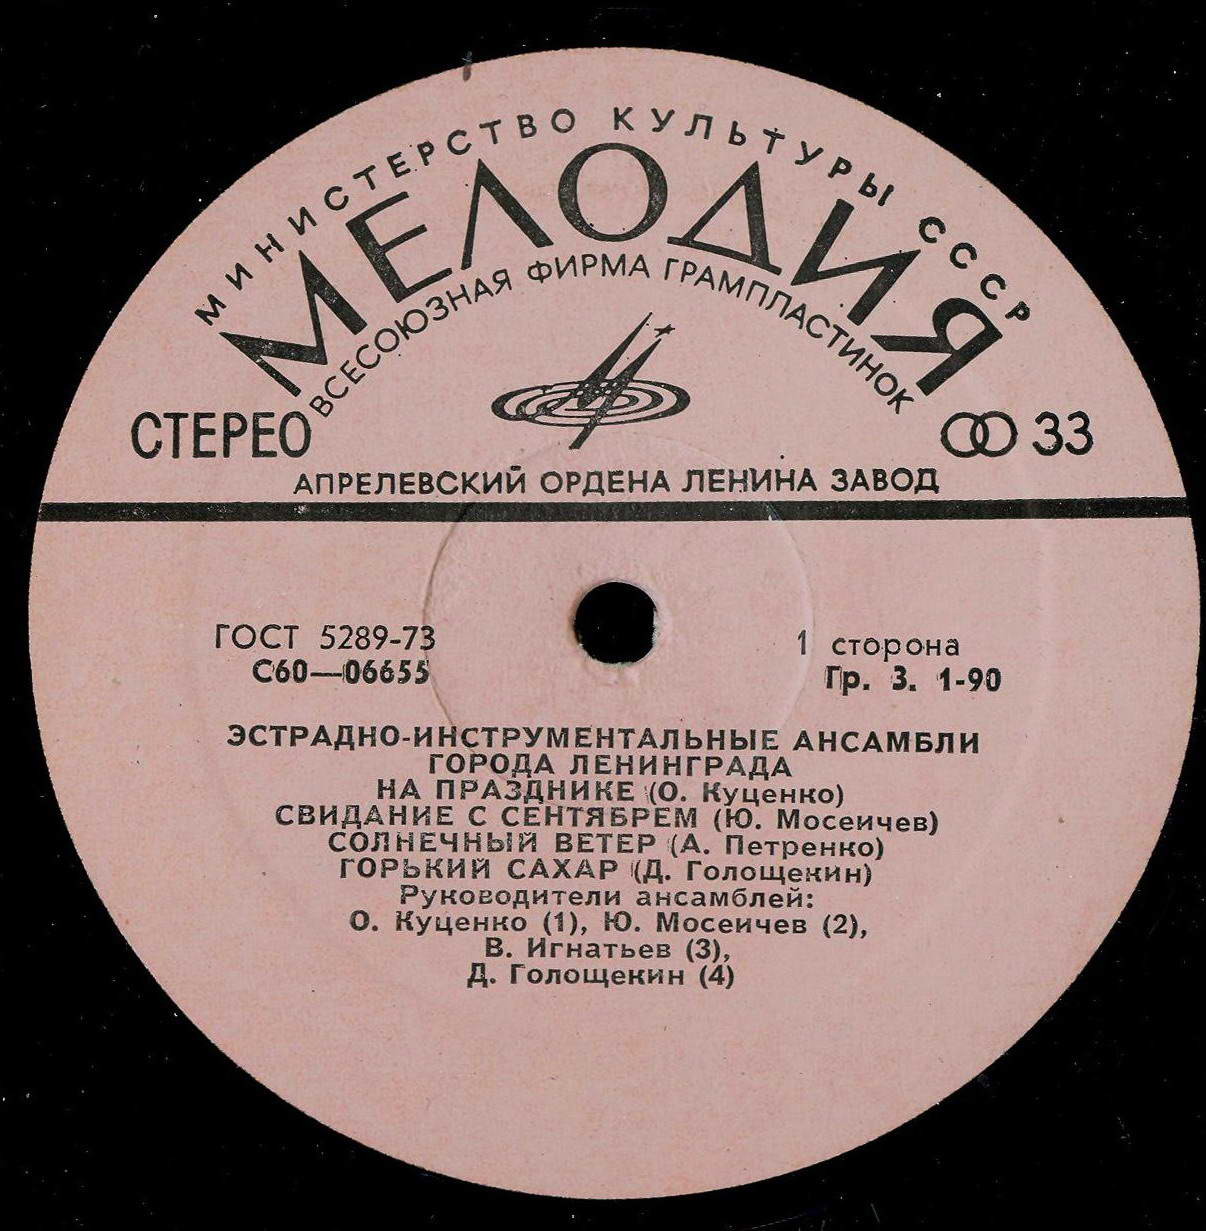 МИНИСТЕРСТВО КУЛЬТУРЫ СССР
МЕЛОДИЯ
ВСЕСОЮЗНАЯ ФИРМА ГРАМПЛАСТИНОК
СТЕРЕО 33
АПРЕЛЕВСКИЙ ОРДЕНА ЛЕНИНА ЗАВОД
ГОСТ 5289-73 1 сторона
С60—06655 Гр. 3. 1-90
ЭСТРАДНО-ИНСТРУМЕНТАЛЬНЫЕ АНСАМБЛИ
ГОРОДА ЛЕНИНГРАДА
НА ПРАЗДНИКЕ (О. Куценко)
СВИДАНИЕ С СЕНТЯБРЕМ (Ю. Мосеичев)
СОЛНЕЧНЫЙ ВЕТЕР (А. Петренко)
ГОРЬКИЙ САХАР (Д. Голощекин)
Руководители ансамблей:
О. Куценко (1), Ю. Мосеичев (2),
В. Игнатьев (3),
Д. Голощекин (4)